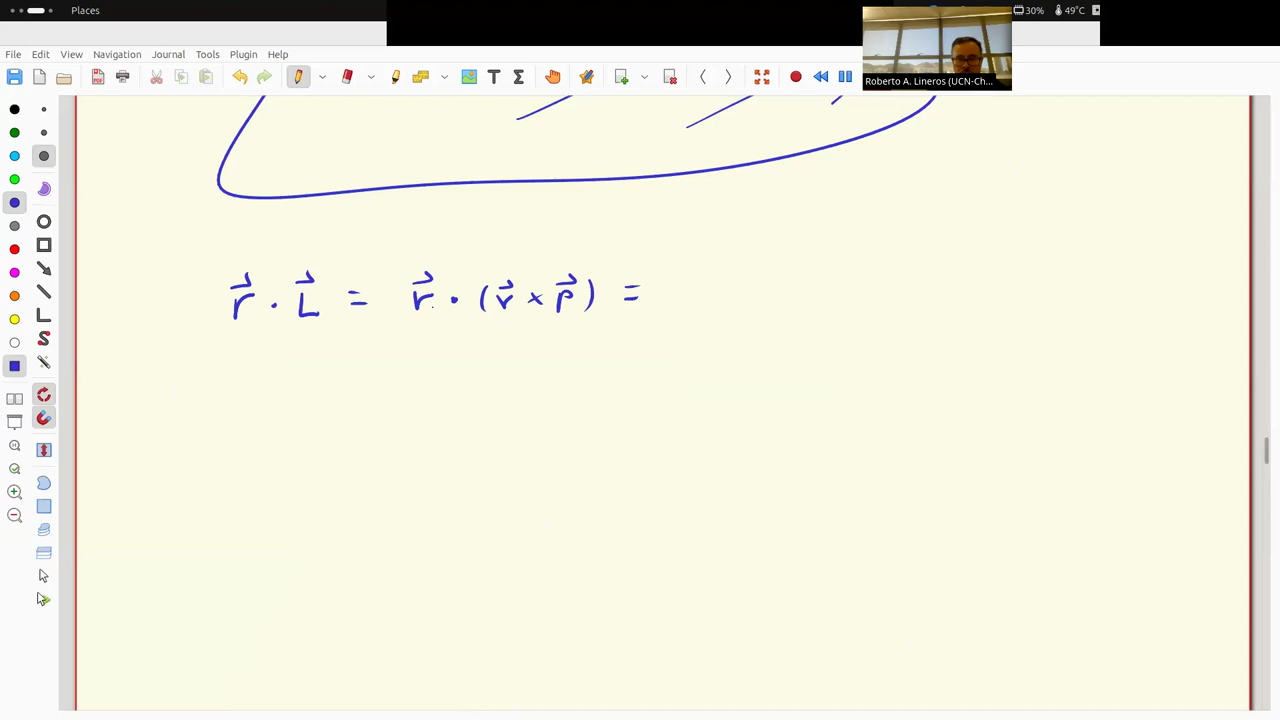 Places
30%
49°C
File Edit View Navigation Journal Tools Plugin Help
Roberto A. Lineros (UCN-Ch...
r⃗ · L⃗ = r⃗ · (r⃗ × p⃗) =